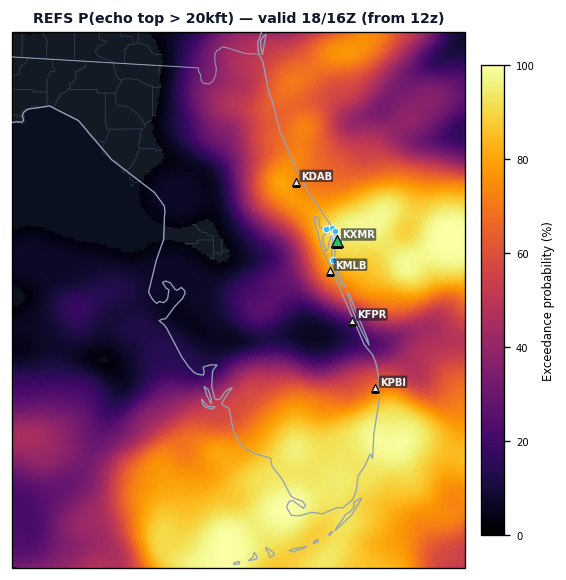 REFS P(echo top > 20kft) — valid 18/16Z (from 12z)
KDAB
KXMR
KMLB
KFPR
KPBI
100
80
60
40
20
0
Exceedance probability (%)